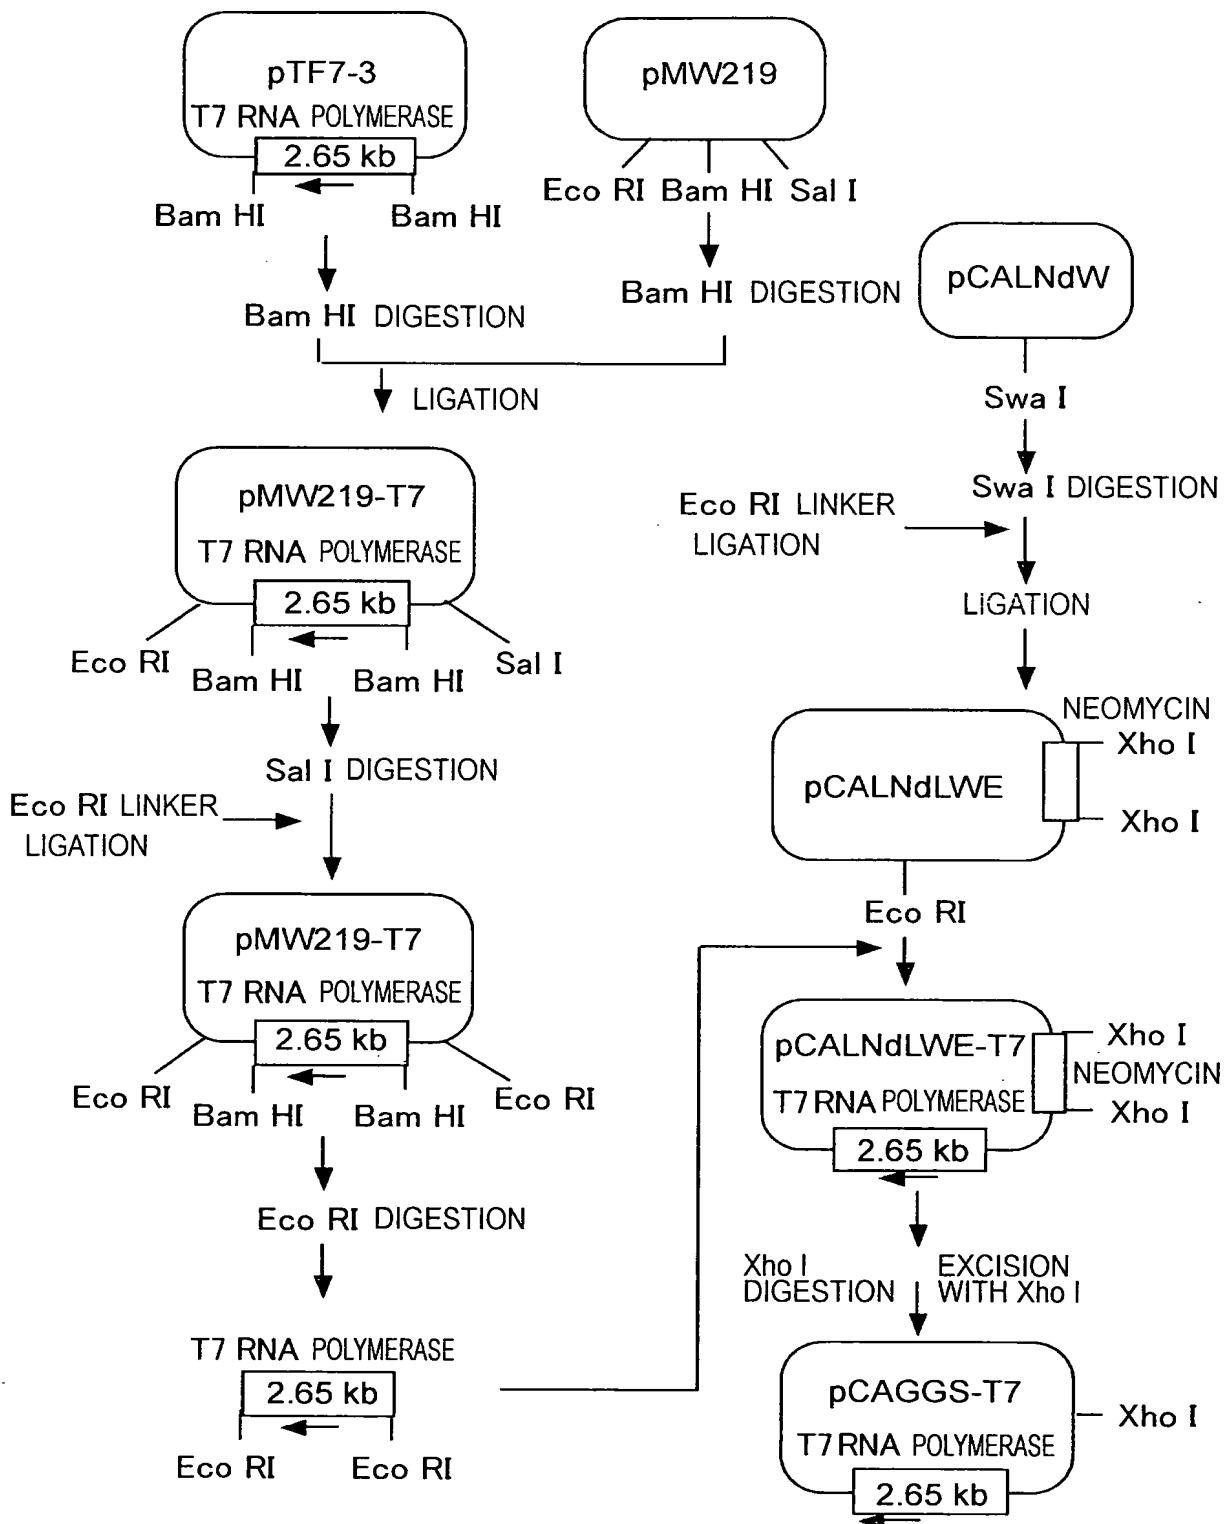 pTF7-3
T7 RNA POLYMERASE
2.65 kb
Bam HI
Bam HI
Bam HI DIGESTION
pMW219
Eco RI Bam HI Sal I
Bam HI DIGESTION
LIGATION
pMW219-T7
T7 RNA POLYMERASE
2.65 kb
Eco RI
Bam HI
Bam HI
Sal I
Sal I DIGESTION
Eco RI LINKER
LIGATION
pMW219-T7
T7 RNA POLYMERASE
2.65 kb
Eco RI
Bam HI
Bam HI
Eco RI
Eco RI DIGESTION
T7 RNA POLYMERASE
2.65 kb
Eco RI
Eco RI
pCALNdW
Swa I
Swa I DIGESTION
Eco RI LINKER
LIGATION
LIGATION
NEOMYCIN
Xho I
pCALNdLWE
Xho I
Eco RI
pCALNdLWE-T7
T7 RNA POLYMERASE
Xho I
NEOMYCIN
Xho I
2.65 kb
Xho I
DIGESTION
EXCISION
WITH Xho I
pCAGGS-T7
Xho I
T7 RNA POLYMERASE
2.65 kb